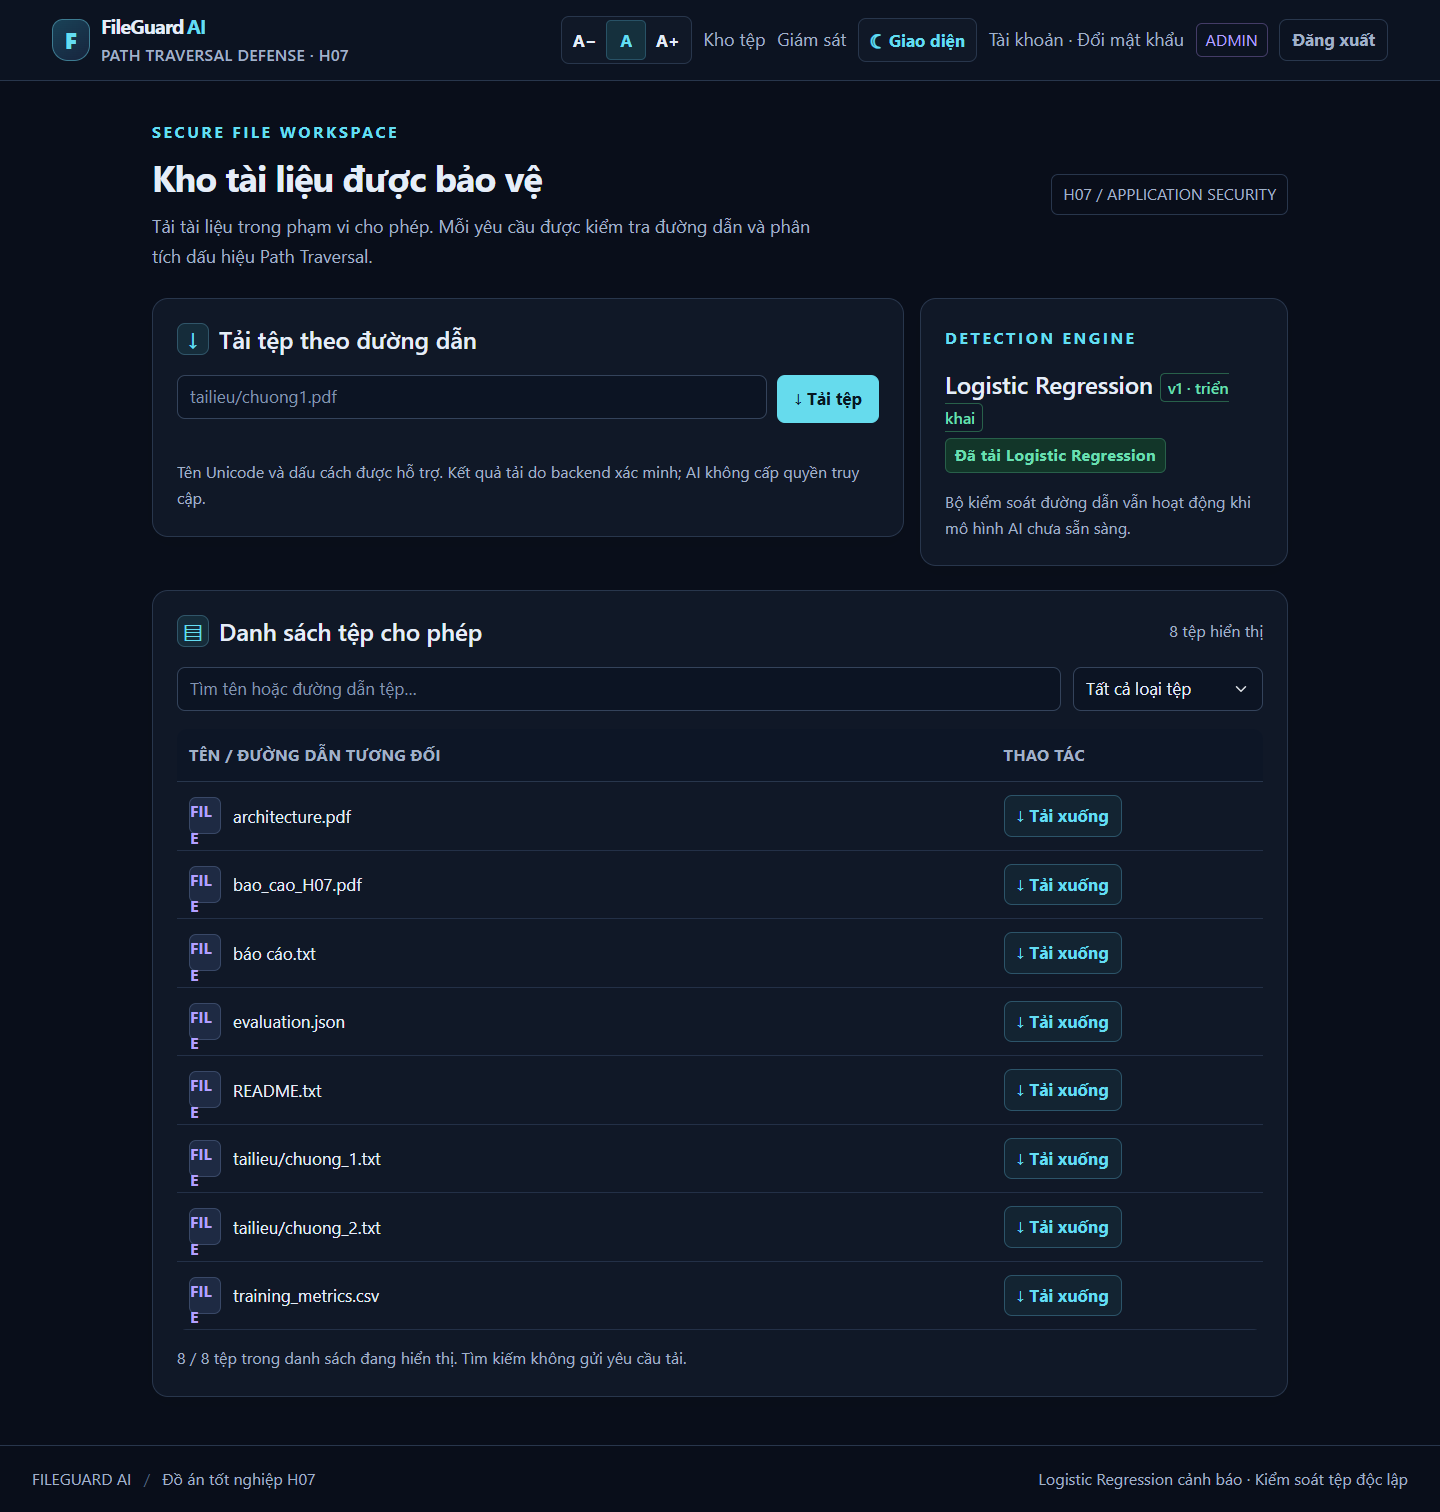 F
FileGuard AI
PATH TRAVERSAL DEFENSE · H07
A− A A+ Kho tệp Giám sát Giao diện Tài khoản · Đổi mật khẩu ADMIN Đăng xuất
SECURE FILE WORKSPACE
Kho tài liệu được bảo vệ
H07 / APPLICATION SECURITY
Tải tài liệu trong phạm vi cho phép. Mỗi yêu cầu được kiểm tra đường dẫn và phân
tích dấu hiệu Path Traversal.
↓ Tải tệp theo đường dẫn
tailieu/chuong1.pdf
↓ Tải tệp
Tên Unicode và dấu cách được hỗ trợ. Kết quả tải do backend xác minh; AI không cấp quyền truy
cập.
DETECTION ENGINE
Logistic Regression v1 · triển
khai
Đã tải Logistic Regression
Bộ kiểm soát đường dẫn vẫn hoạt động khi
mô hình AI chưa sẵn sàng.
Danh sách tệp cho phép
8 tệp hiển thị
Tìm tên hoặc đường dẫn tệp...
Tất cả loại tệp
TÊN / ĐƯỜNG DẪN TƯƠNG ĐỐI THAO TÁC
FIL
E
architecture.pdf ↓ Tải xuống
FIL
E
bao_cao_H07.pdf ↓ Tải xuống
FIL
E
báo cáo.txt ↓ Tải xuống
FIL
E
evaluation.json ↓ Tải xuống
FIL
E
README.txt ↓ Tải xuống
FIL
E
tailieu/chuong_1.txt ↓ Tải xuống
FIL
E
tailieu/chuong_2.txt ↓ Tải xuống
FIL
E
training_metrics.csv ↓ Tải xuống
8 / 8 tệp trong danh sách đang hiển thị. Tìm kiếm không gửi yêu cầu tải.
FILEGUARD AI / Đồ án tốt nghiệp H07
Logistic Regression cảnh báo · Kiểm soát tệp độc lập